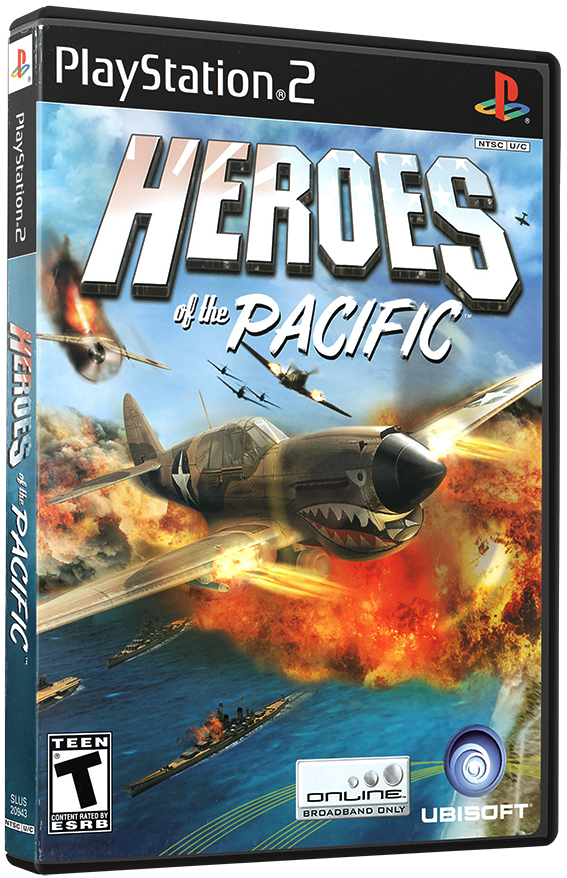 PlayStation®2
NTSC U/C
HEROES
of the
PACIFIC™
TEEN
T
CONTENT RATED BY
ESRB
ONLINE
BROADBAND ONLY
UBISOFT™
PlayStation®2
HEROES
of the
PACIFIC™
SLUS
20943
NTSC U/C